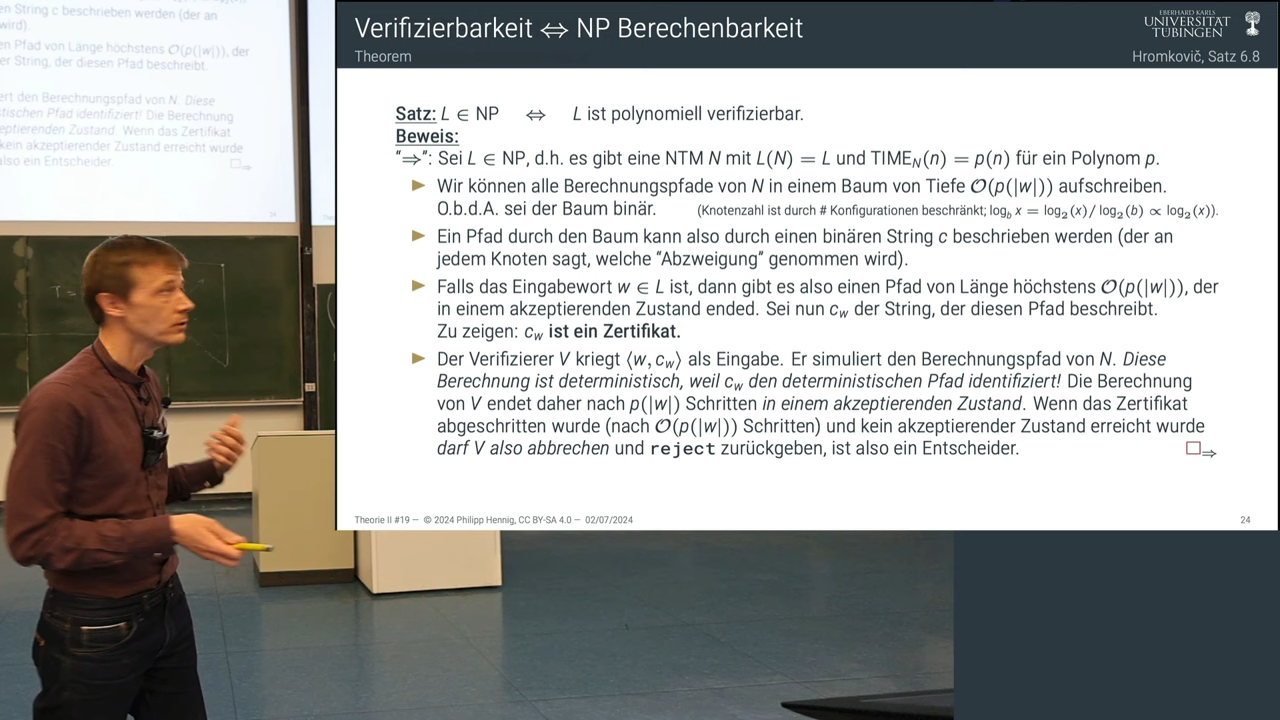 en String c beschrieben werden (der an
wird).
en Pfad von Länge höchstens O(p(|w|)), der
er String, der diesen Pfad beschreibt.
ert den Berechnungspfad von N. Diese
tischen Pfad identifiziert! Die Berechnung
eptierenden Zustand. Wenn das Zertifikat
kein akzeptierender Zustand erreicht wurde
also ein Entscheider. □⇒
T =
Verifizierbarkeit ⇔ NP Berechenbarkeit
Theorem
EBERHARD KARLS
UNIVERSITAT
TUBINGEN
Hromkovič, Satz 6.8
Satz: L ∈ NP ⇔ L ist polynomiell verifizierbar.
Beweis:
“⇒”: Sei L ∈ NP, d.h. es gibt eine NTM N mit L(N) = L und TIME_N(n) = p(n) für ein Polynom p.
▶ Wir können alle Berechnungspfade von N in einem Baum von Tiefe O(p(|w|)) aufschreiben.
O.b.d.A. sei der Baum binär. (Knotenzahl ist durch # Konfigurationen beschränkt; log_b x = log_2(x)/ log_2(b) ∝ log_2(x)).
▶ Ein Pfad durch den Baum kann also durch einen binären String c beschrieben werden (der an
jedem Knoten sagt, welche “Abzweigung” genommen wird).
▶ Falls das Eingabewort w ∈ L ist, dann gibt es also einen Pfad von Länge höchstens O(p(|w|)), der
in einem akzeptierenden Zustand ended. Sei nun c_w der String, der diesen Pfad beschreibt.
Zu zeigen: c_w ist ein Zertifikat.
▶ Der Verifizierer V kriegt ⟨w, c_w⟩ als Eingabe. Er simuliert den Berechnungspfad von N. Diese
Berechnung ist deterministisch, weil c_w den deterministischen Pfad identifiziert! Die Berechnung
von V endet daher nach p(|w|) Schritten in einem akzeptierenden Zustand. Wenn das Zertifikat
abgeschritten wurde (nach O(p(|w|)) Schritten) und kein akzeptierender Zustand erreicht wurde
darf V also abbrechen und reject zurückgeben, ist also ein Entscheider. □⇒
Theorie II #19 — © 2024 Philipp Hennig, CC BY-SA 4.0 — 02/07/2024
24